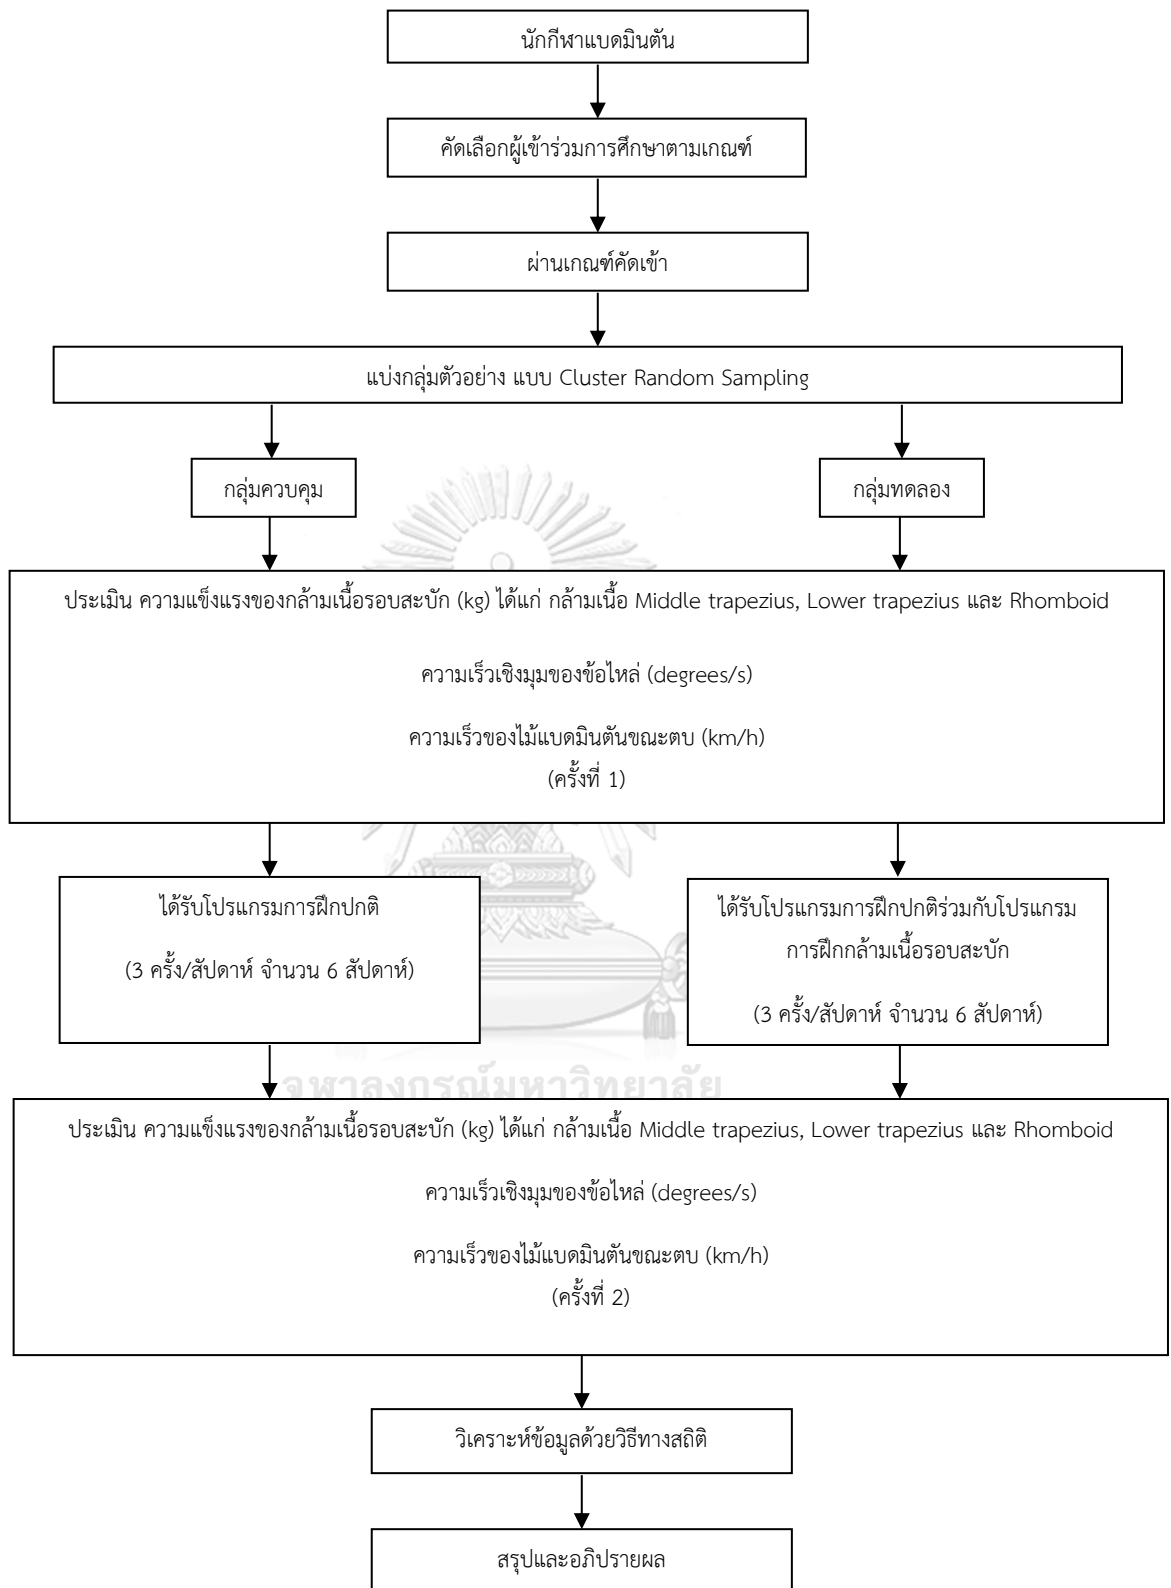 นักกีฬาแบดมินตัน
คัดเลือกผู้เข้าร่วมการศึกษาตามเกณฑ์
ผ่านเกณฑ์คัดเข้า
แบ่งกลุ่มตัวอย่าง แบบ Cluster Random Sampling
กลุ่มควบคุม
กลุ่มทดลอง
ประเมิน ความแข็งแรงของกล้ามเนื้อรอบสะบัก (kg) ได้แก่ กล้ามเนื้อ Middle trapezius, Lower trapezius และ Rhomboid
ความเร็วเชิงมุมของข้อไหล่ (degrees/s)
ความเร็วของไม้แบดมินตันขณะตบ (km/h)
(ครั้งที่ 1)
ได้รับโปรแกรมการฝึกปกติ
(3 ครั้ง/สัปดาห์ จำนวน 6 สัปดาห์)
ได้รับโปรแกรมการฝึกปกติร่วมกับโปรแกรม
การฝึกกล้ามเนื้อรอบสะบัก
(3 ครั้ง/สัปดาห์ จำนวน 6 สัปดาห์)
จุฬาลงกรณ์มหาวิทยาลัย
ประเมิน ความแข็งแรงของกล้ามเนื้อรอบสะบัก (kg) ได้แก่ กล้ามเนื้อ Middle trapezius, Lower trapezius และ Rhomboid
ความเร็วเชิงมุมของข้อไหล่ (degrees/s)
ความเร็วของไม้แบดมินตันขณะตบ (km/h)
(ครั้งที่ 2)
วิเคราะห์ข้อมูลด้วยวิธีทางสถิติ
สรุปและอภิปรายผล